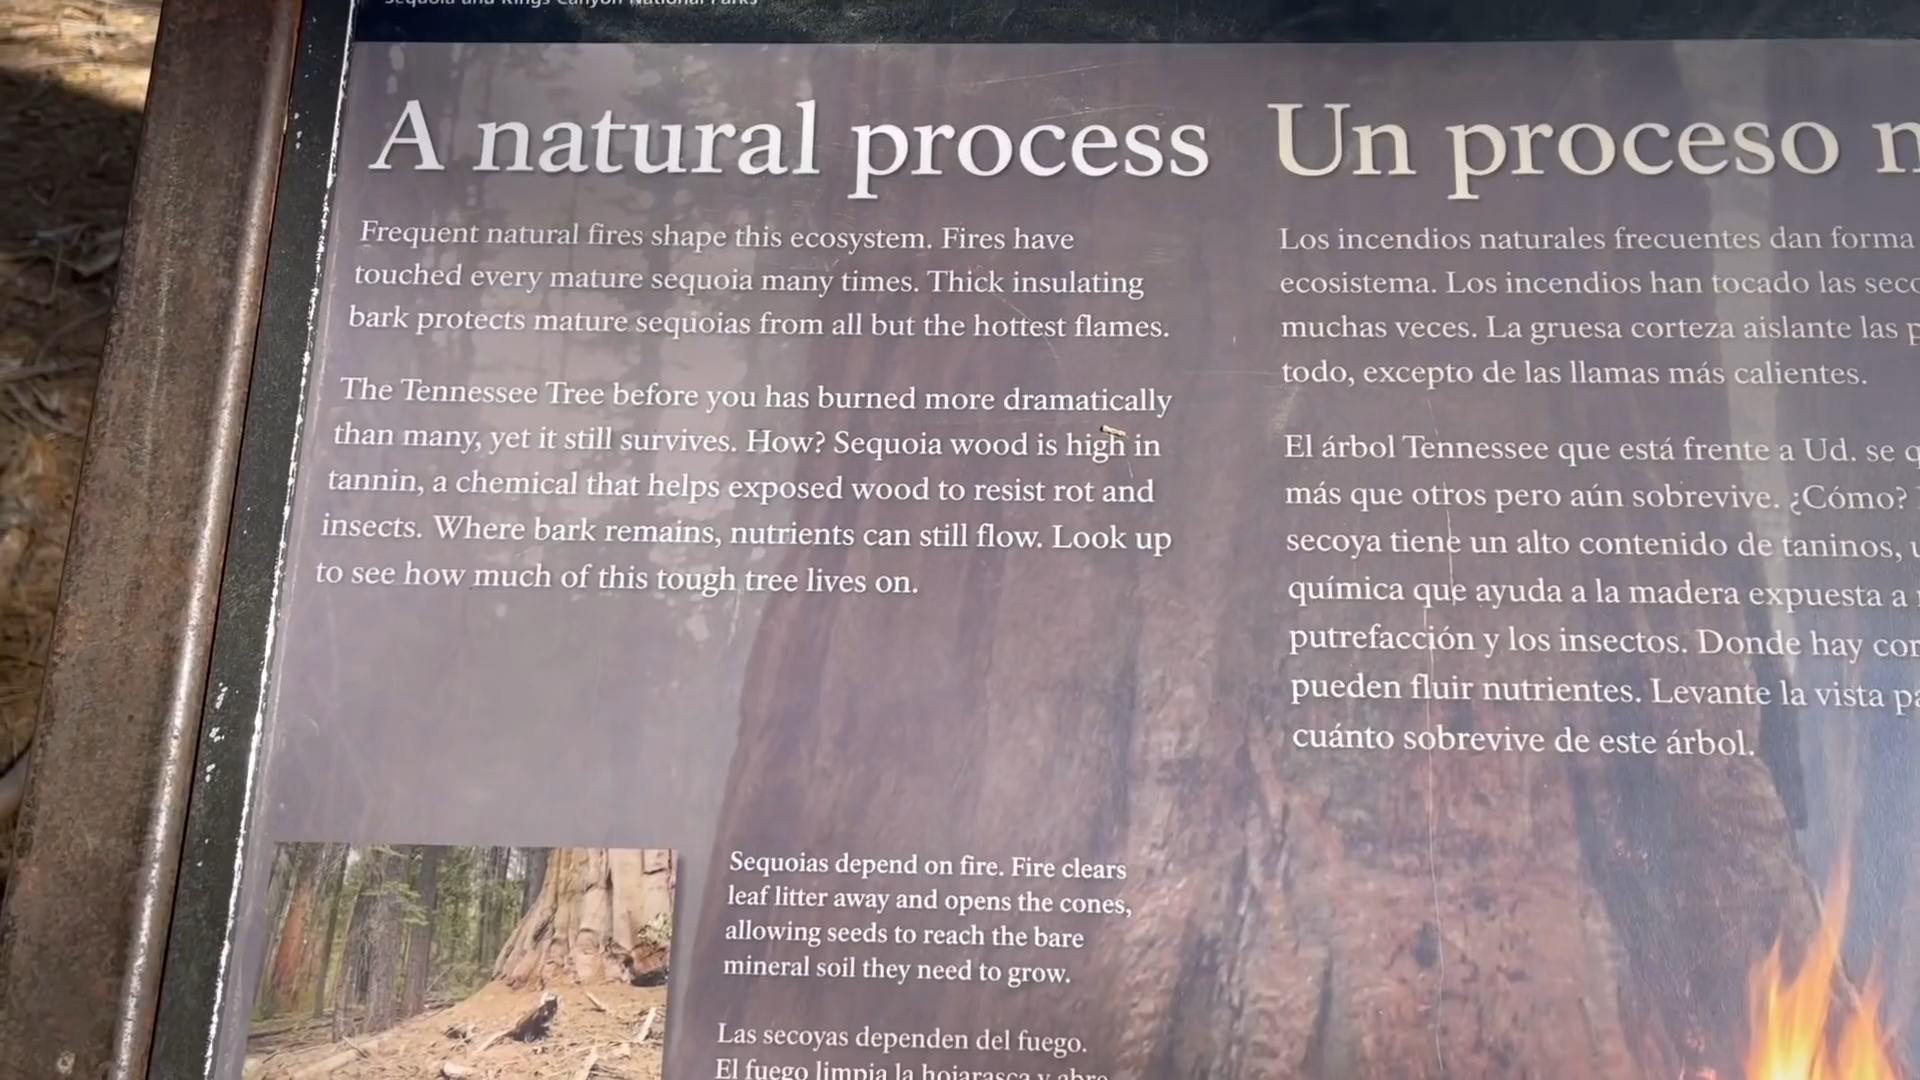 Sequoia and Kings Canyon National Parks
A natural process
Frequent natural fires shape this ecosystem. Fires have
touched every mature sequoia many times. Thick insulating
bark protects mature sequoias from all but the hottest flames.
The Tennessee Tree before you has burned more dramatically
than many, yet it still survives. How? Sequoia wood is high in
tannin, a chemical that helps exposed wood to resist rot and
insects. Where bark remains, nutrients can still flow. Look up
to see how much of this tough tree lives on.
Un proceso
Los incendios naturales frecuentes dan forma
ecosistema. Los incendios han tocado las
muchas veces. La gruesa corteza aislante las
todo, excepto de las llamas más calientes.
El árbol Tennessee que está frente a Ud. se
más que otros pero aún sobrevive. ¿Cómo?
secoya tiene un alto contenido de taninos,
química que ayuda a la madera expuesta a
putrefacción y los insectos. Donde hay
pueden fluir nutrientes. Levante la vista
cuánto sobrevive de este árbol.
Sequoias depend on fire. Fire clears
leaf litter away and opens the cones,
allowing seeds to reach the bare
mineral soil they need to grow.
Las secoyas dependen del fuego.
El fuego limpia la hojarasca y abre